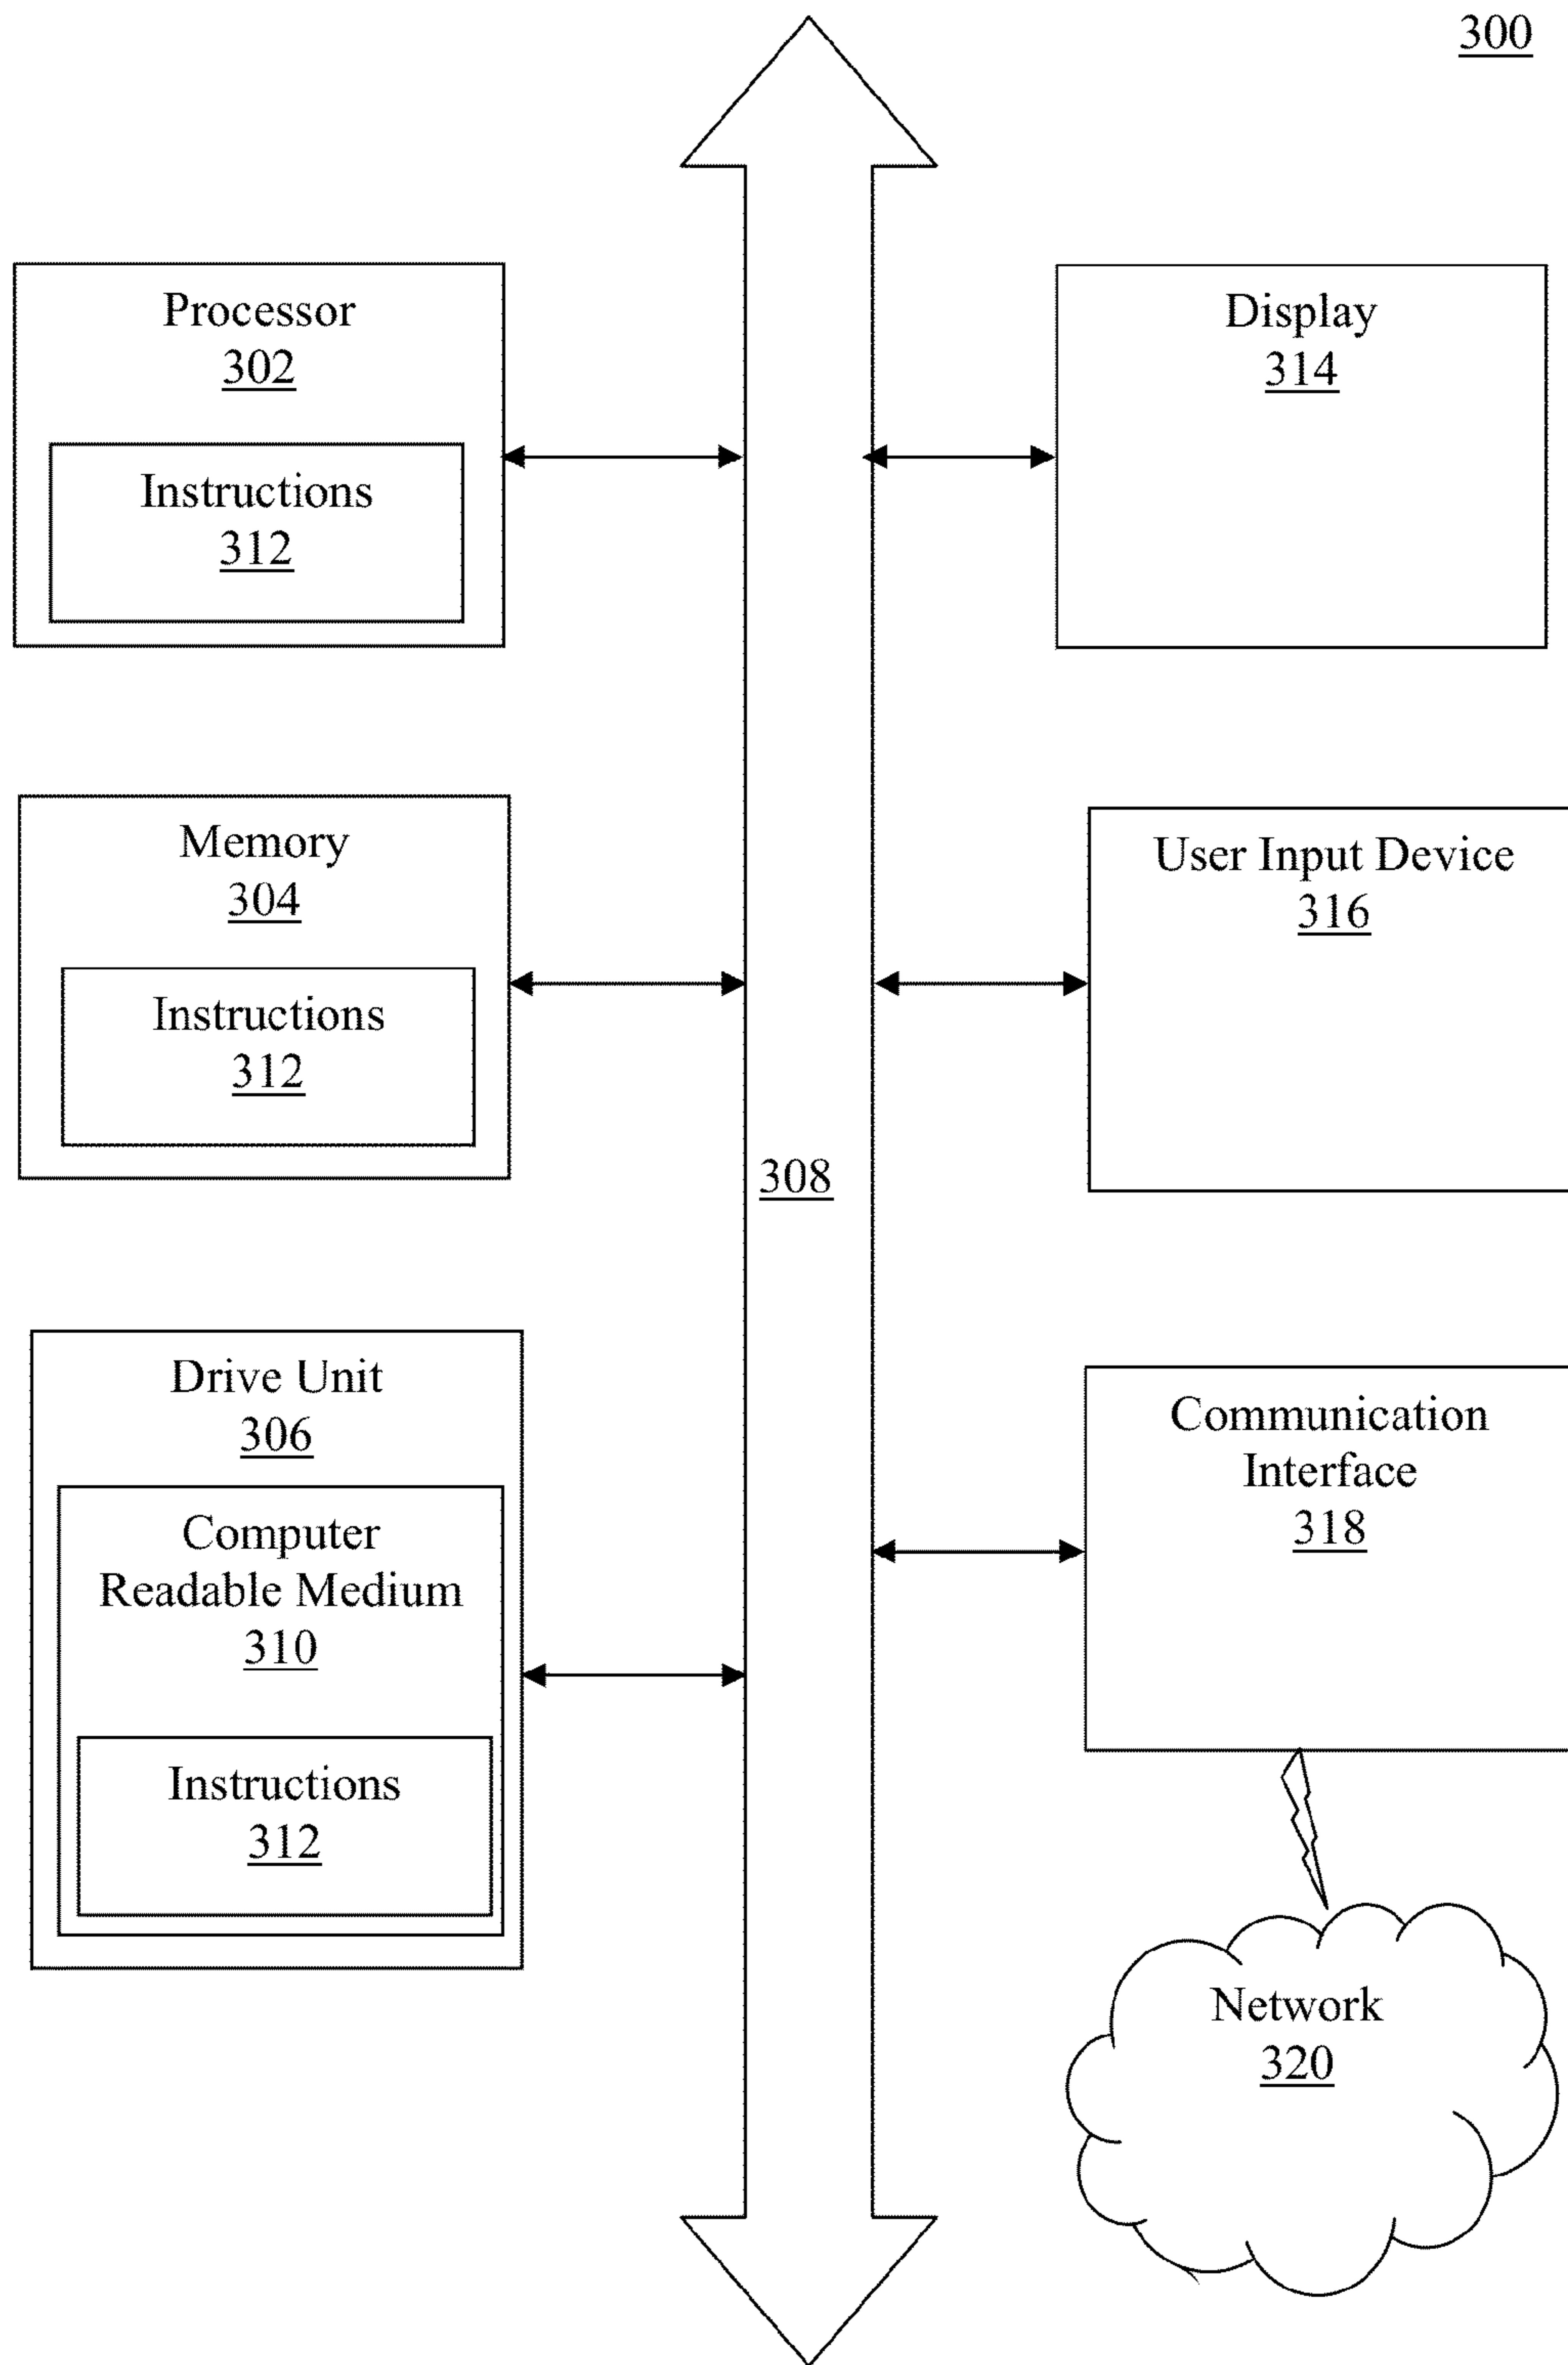 300
Processor
302
Instructions
312
Memory
304
Instructions
312
Drive Unit
306
Computer
Readable Medium
310
Instructions
312
308
Display
314
User Input Device
316
Communication
Interface
318
Network
320